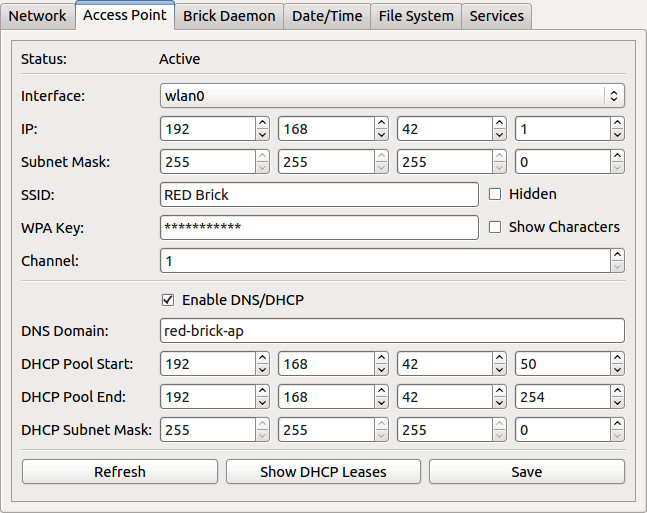 Network Access Point Brick Daemon Date/Time File System Services
Status: Active
Interface: wlan0
IP: 192 168 42 1
Subnet Mask: 255 255 255 0
SSID: RED Brick Hidden
WPA Key: *********** Show Characters
Channel: 1
Enable DNS/DHCP
DNS Domain: red-brick-ap
DHCP Pool Start: 192 168 42 50
DHCP Pool End: 192 168 42 254
DHCP Subnet Mask: 255 255 255 0
Refresh Show DHCP Leases Save